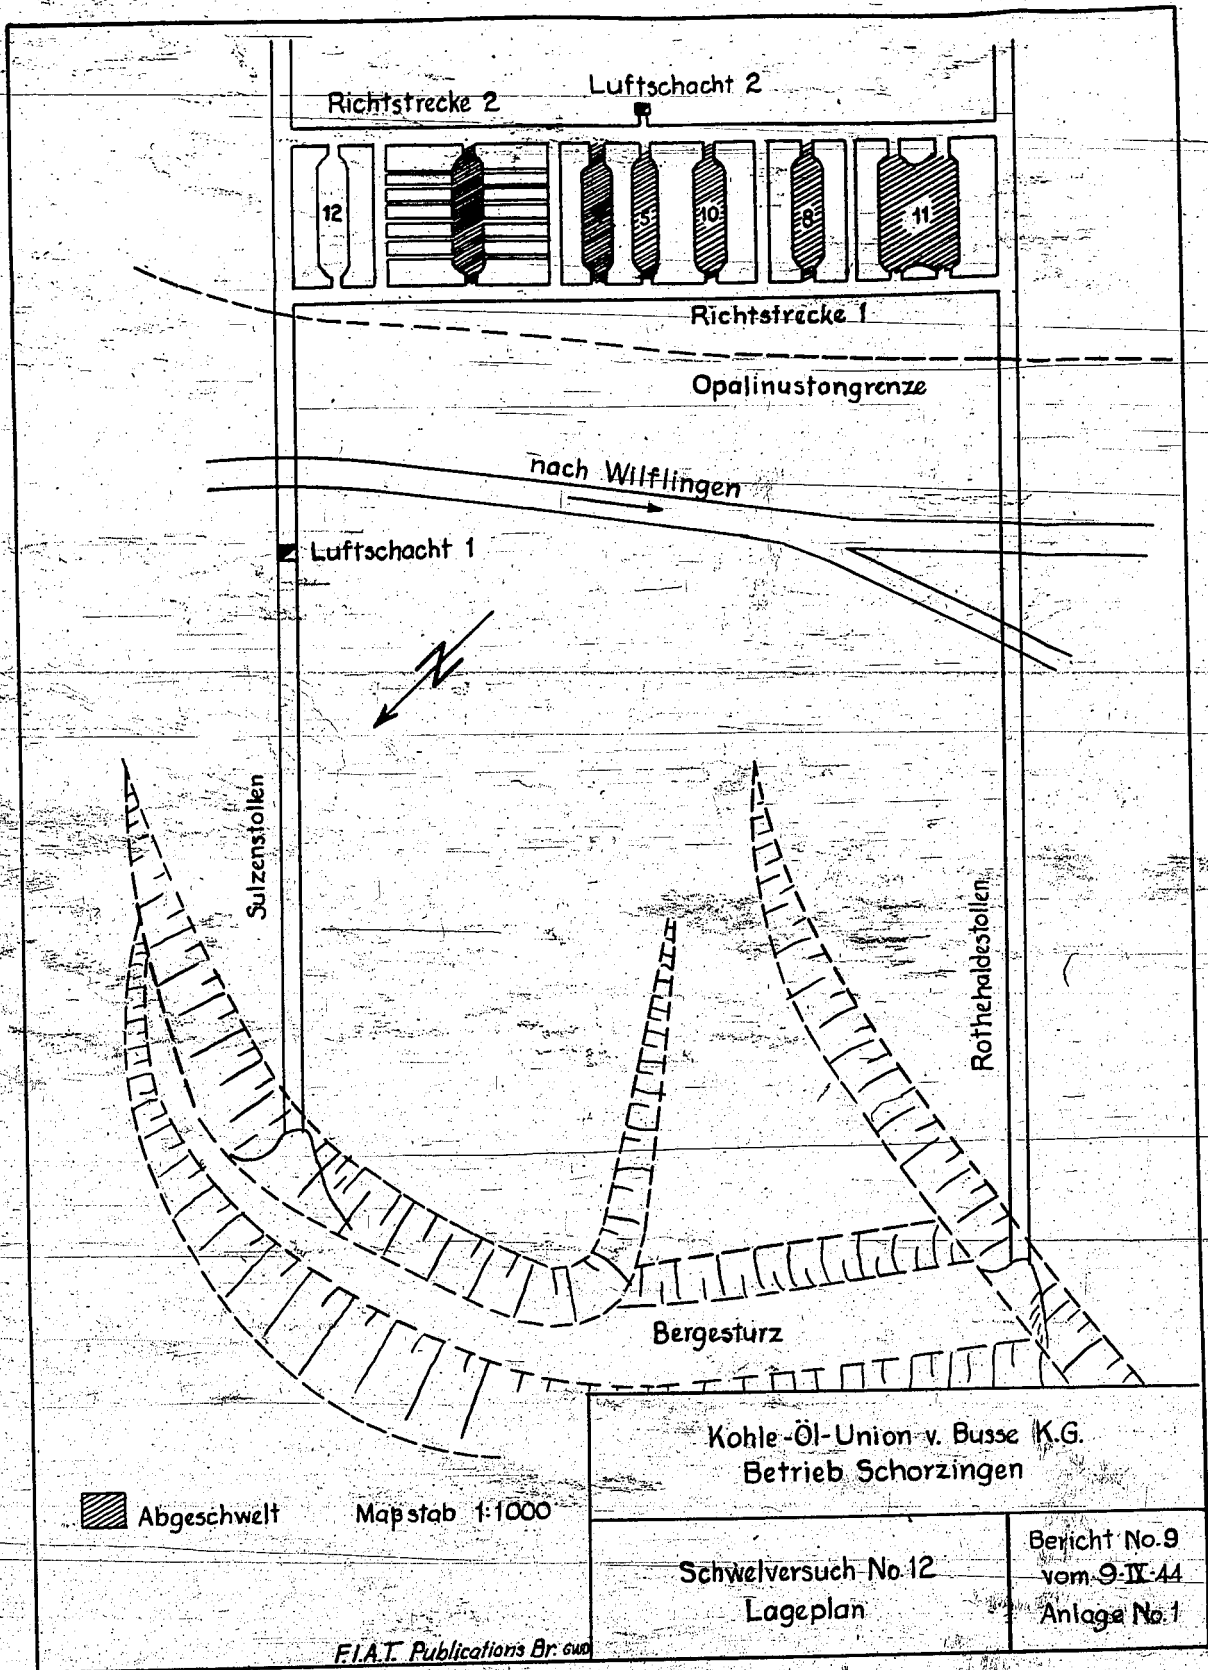 Luftschacht 2
Richtstrecke 2
12
5
10
8
11
Richtstrecke 1
Opalinustongrenze
nach Wilflingen
Luftschacht 1
N
Sulzenstollen
Rothehaldestollen
Bergesturz
Kohle-Öl-Union v. Busse K.G.
Betrieb Schorzingen
Abgeschwelt
Mapstab 1:1000
Schwelversuch No. 12
Lageplan
Bericht No. 9
vom 9·IX·44
Anlage No. 1
F.I.A.T. Publications Br. GWD